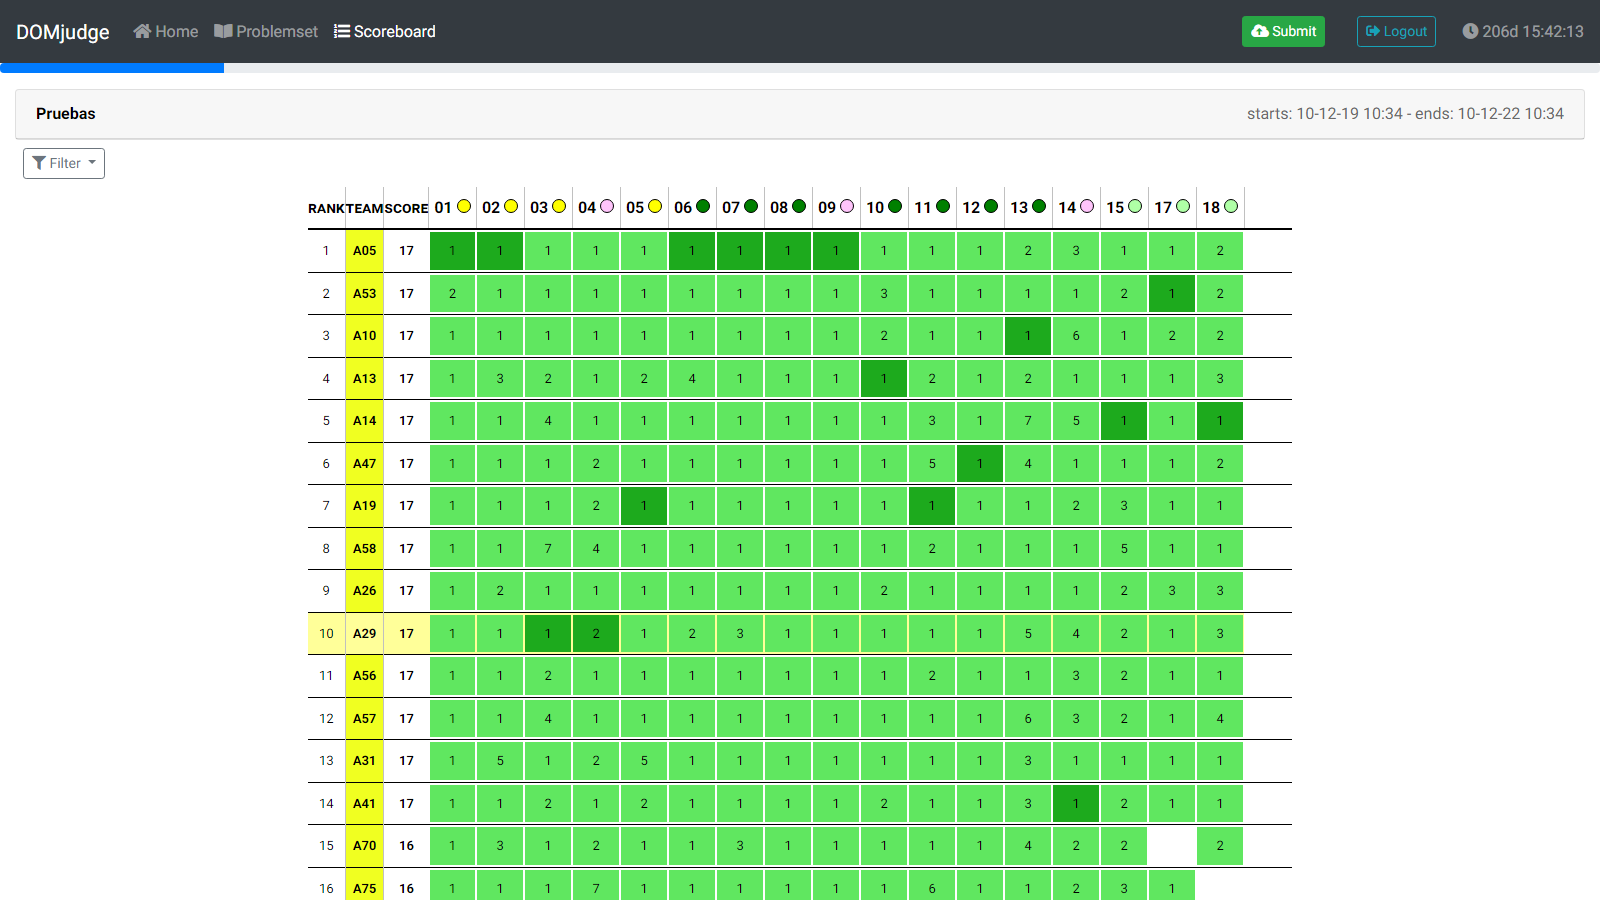 DOMjudge Home Problemset Scoreboard Submit Logout 206d 15:42:13
Pruebas starts: 10-12-19 10:34 - ends: 10-12-22 10:34
Filter
RANK TEAM SCORE 01 02 03 04 05 06 07 08 09 10 11 12 13 14 15 17 18
1 A05 17 1 1 1 1 1 1 1 1 1 1 1 1 2 3 1 1 2
2 A53 17 2 1 1 1 1 1 1 1 1 3 1 1 1 1 2 1 2
3 A10 17 1 1 1 1 1 1 1 1 1 2 1 1 1 6 1 2 2
4 A13 17 1 3 2 1 2 4 1 1 1 1 2 1 2 1 1 1 3
5 A14 17 1 1 4 1 1 1 1 1 1 1 3 1 7 5 1 1 1
6 A47 17 1 1 1 2 1 1 1 1 1 1 5 1 4 1 1 1 2
7 A19 17 1 1 1 2 1 1 1 1 1 1 1 1 1 2 3 1 1
8 A58 17 1 1 7 4 1 1 1 1 1 1 2 1 1 1 5 1 1
9 A26 17 1 2 1 1 1 1 1 1 1 2 1 1 1 1 2 3 3
10 A29 17 1 1 1 2 1 2 3 1 1 1 1 1 5 4 2 1 3
11 A56 17 1 1 2 1 1 1 1 1 1 1 2 1 1 3 2 1 1
12 A57 17 1 1 4 1 1 1 1 1 1 1 1 1 6 3 2 1 4
13 A31 17 1 5 1 2 5 1 1 1 1 1 1 1 3 1 1 1 1
14 A41 17 1 1 2 1 2 1 1 1 1 2 1 1 3 1 2 1 1
15 A70 16 1 3 1 2 1 1 3 1 1 1 1 1 4 2 2 2
16 A75 16 1 1 1 7 1 1 1 1 1 1 6 1 1 2 3 1